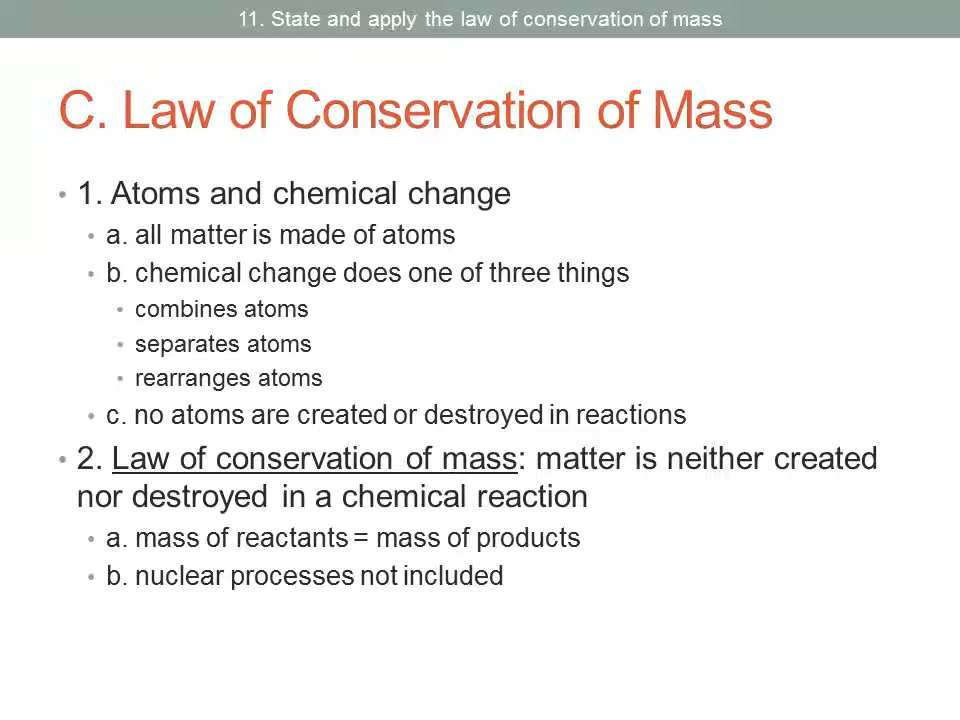 11. State and apply the law of conservation of mass
C. Law of Conservation of Mass
• 1. Atoms and chemical change
• a. all matter is made of atoms
• b. chemical change does one of three things
• combines atoms
• separates atoms
• rearranges atoms
• c. no atoms are created or destroyed in reactions
• 2. Law of conservation of mass: matter is neither created
nor destroyed in a chemical reaction
• a. mass of reactants = mass of products
• b. nuclear processes not included